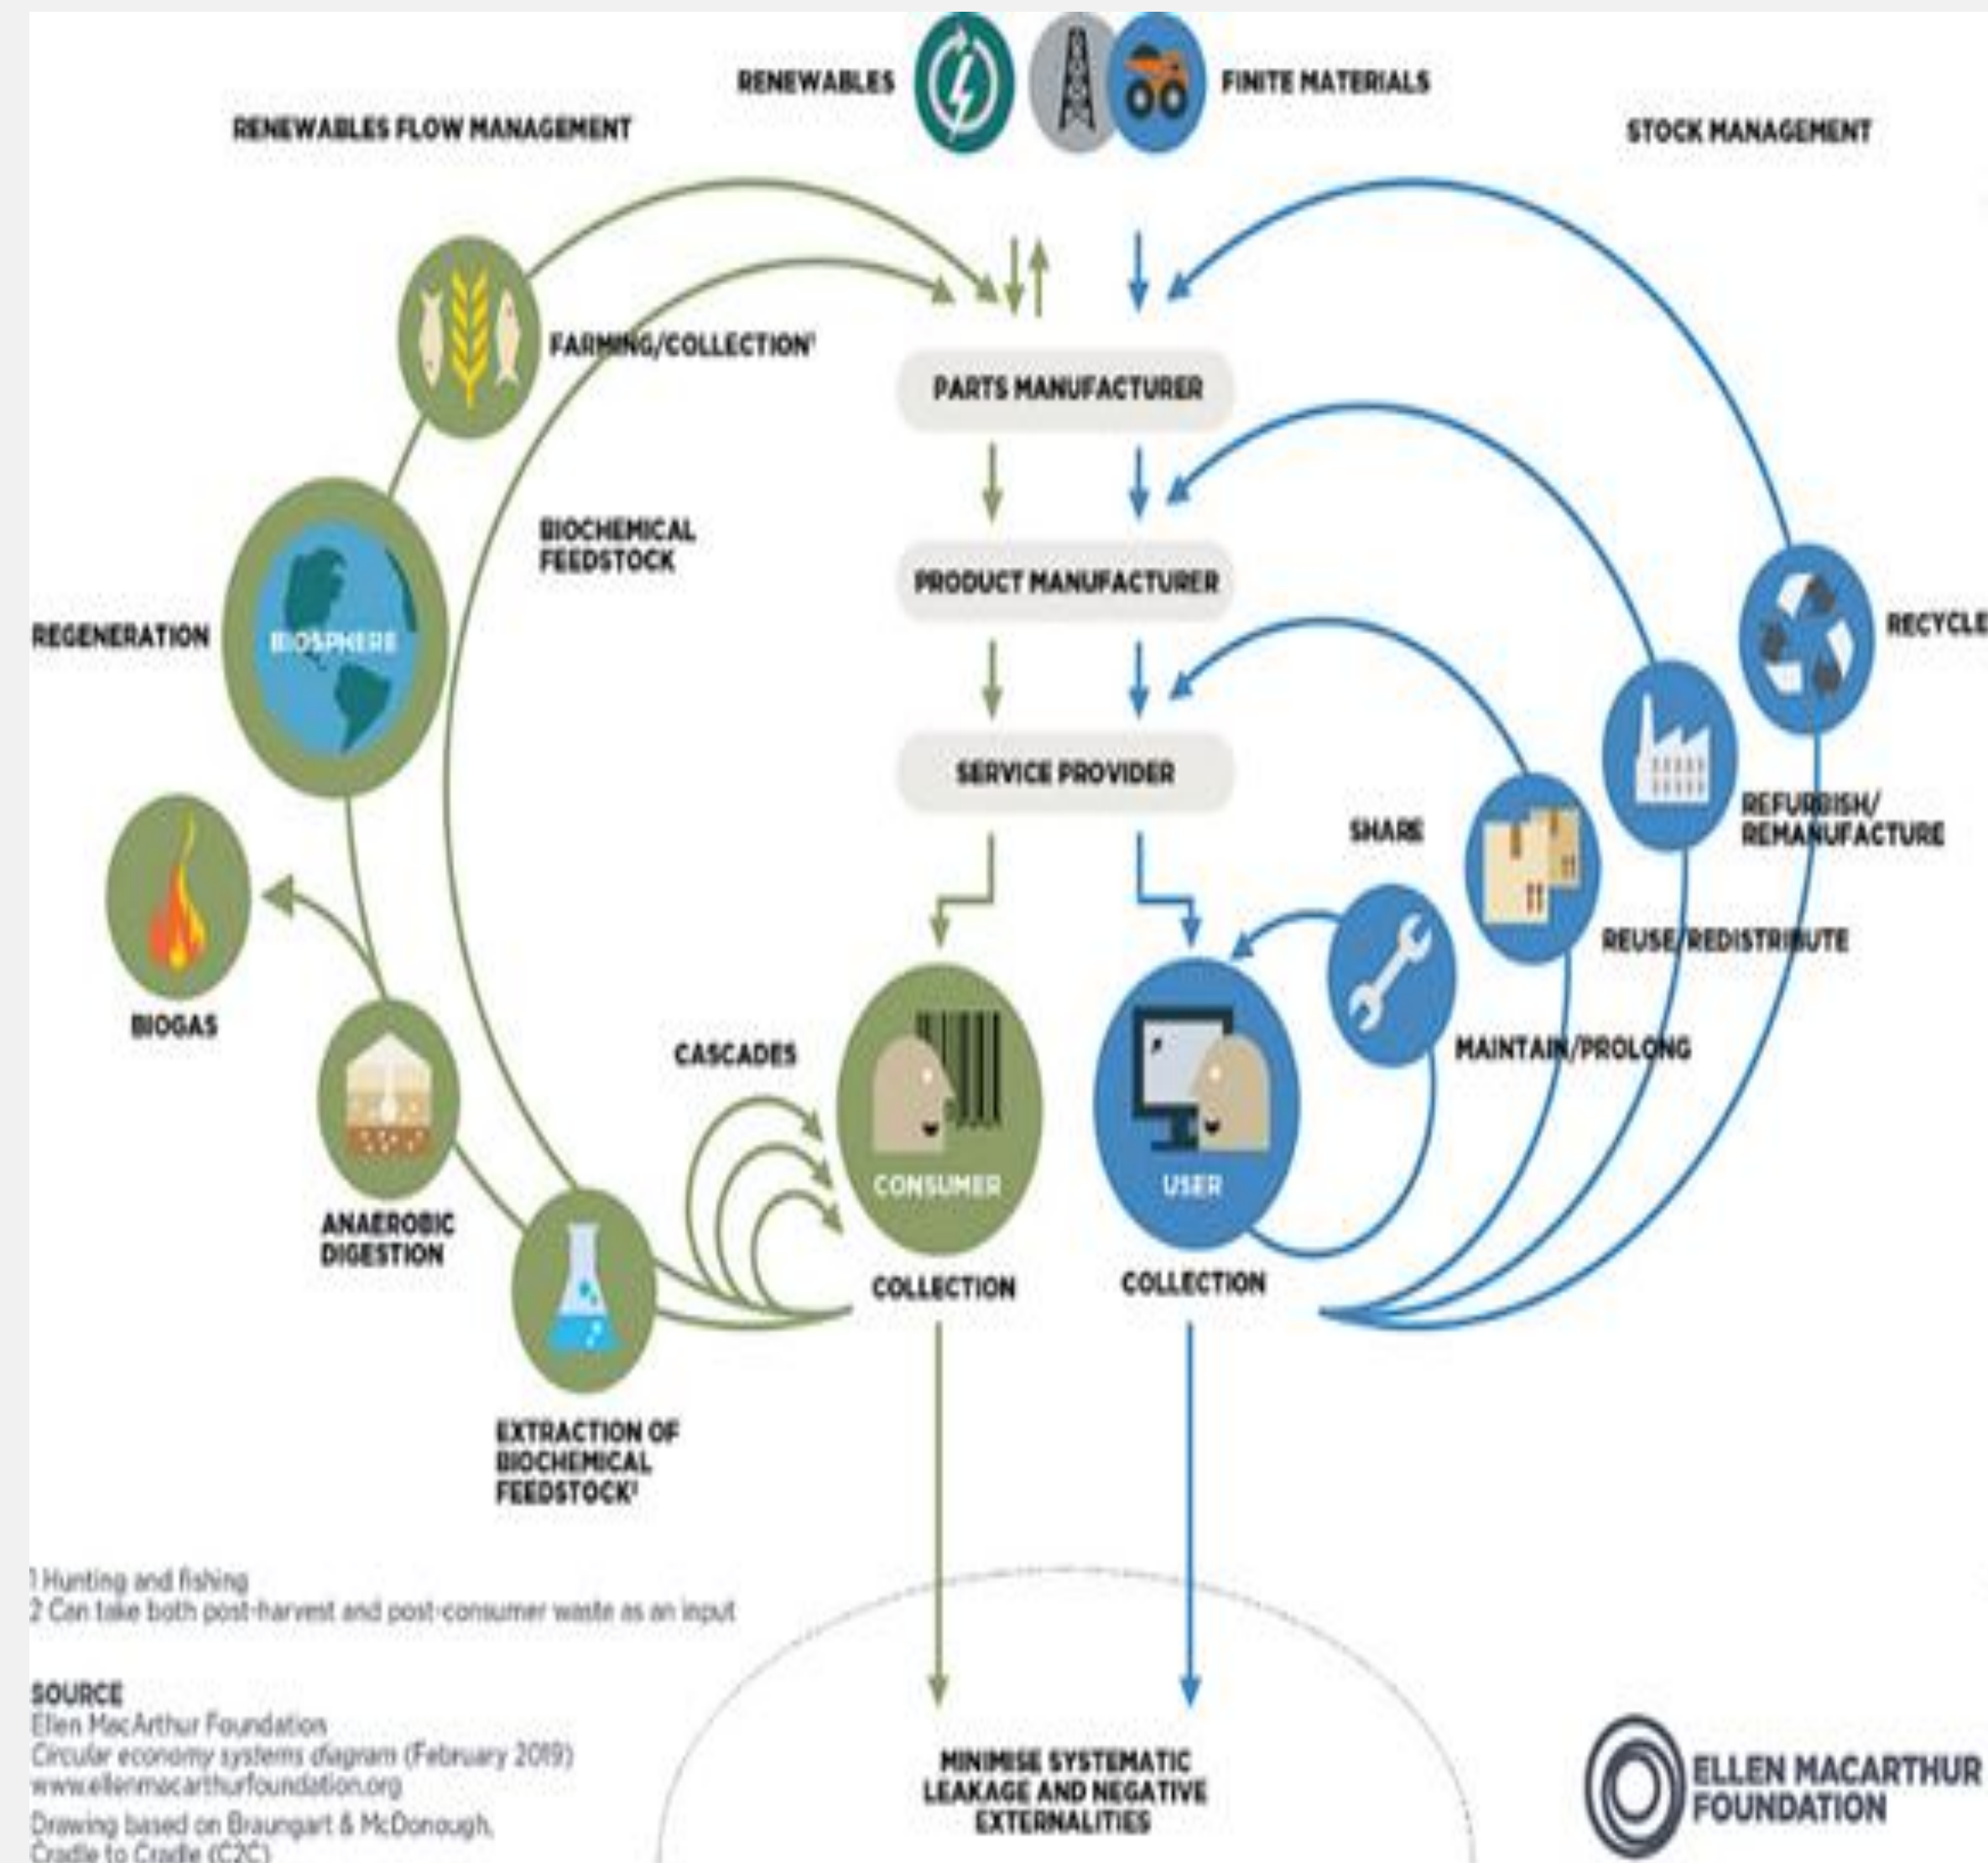 RENEWABLES
FINITE MATERIALS
RENEWABLES FLOW MANAGEMENT
STOCK MANAGEMENT
FARMING/COLLECTION¹
PARTS MANUFACTURER
BIOCHEMICAL
FEEDSTOCK
PRODUCT MANUFACTURER
REGENERATION
BIOSPHERE
RECYCLE
SERVICE PROVIDER
SHARE
REFURBISH/
REMANUFACTURE
REUSE/REDISTRIBUTE
BIOGAS
CASCADES
MAINTAIN/PROLONG
CONSUMER
USER
ANAEROBIC
DIGESTION
COLLECTION
COLLECTION
EXTRACTION OF
BIOCHEMICAL
FEEDSTOCK²
1 Hunting and fishing
2 Can take both post-harvest and post-consumer waste as an input
SOURCE
Ellen MacArthur Foundation
Circular economy systems diagram (February 2019)
www.ellenmacarthurfoundation.org
Drawing based on Braungart & McDonough,
Cradle to Cradle (C2C)
MINIMISE SYSTEMATIC
LEAKAGE AND NEGATIVE
EXTERNALITIES
ELLEN MACARTHUR
FOUNDATION